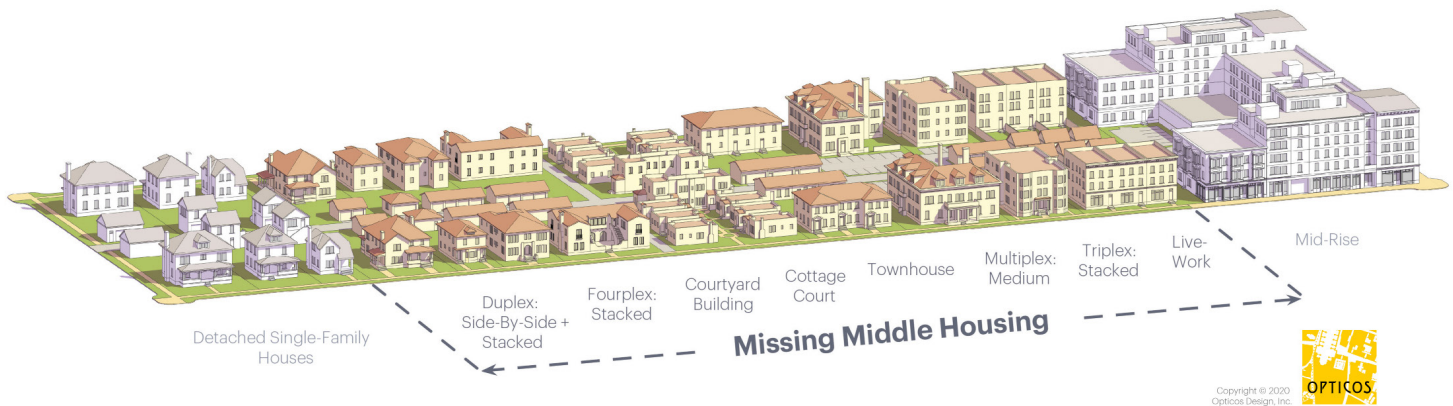 Detached Single-Family
Houses
Duplex:
Side-By-Side +
Stacked
Fourplex:
Stacked
Courtyard
Building
Cottage
Court
Townhouse
Multiplex:
Medium
Triplex:
Stacked
Live-
Work
Mid-Rise
Missing Middle Housing
Copyright © 2020
Opticos Design, Inc.
OPTICOS